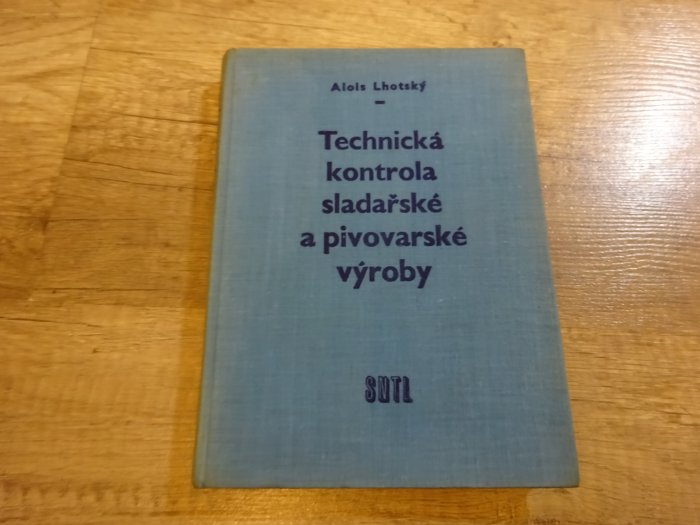 Alois Lhotský
Technická
kontrola
sladařské
a pivovarské
výroby
SNTL